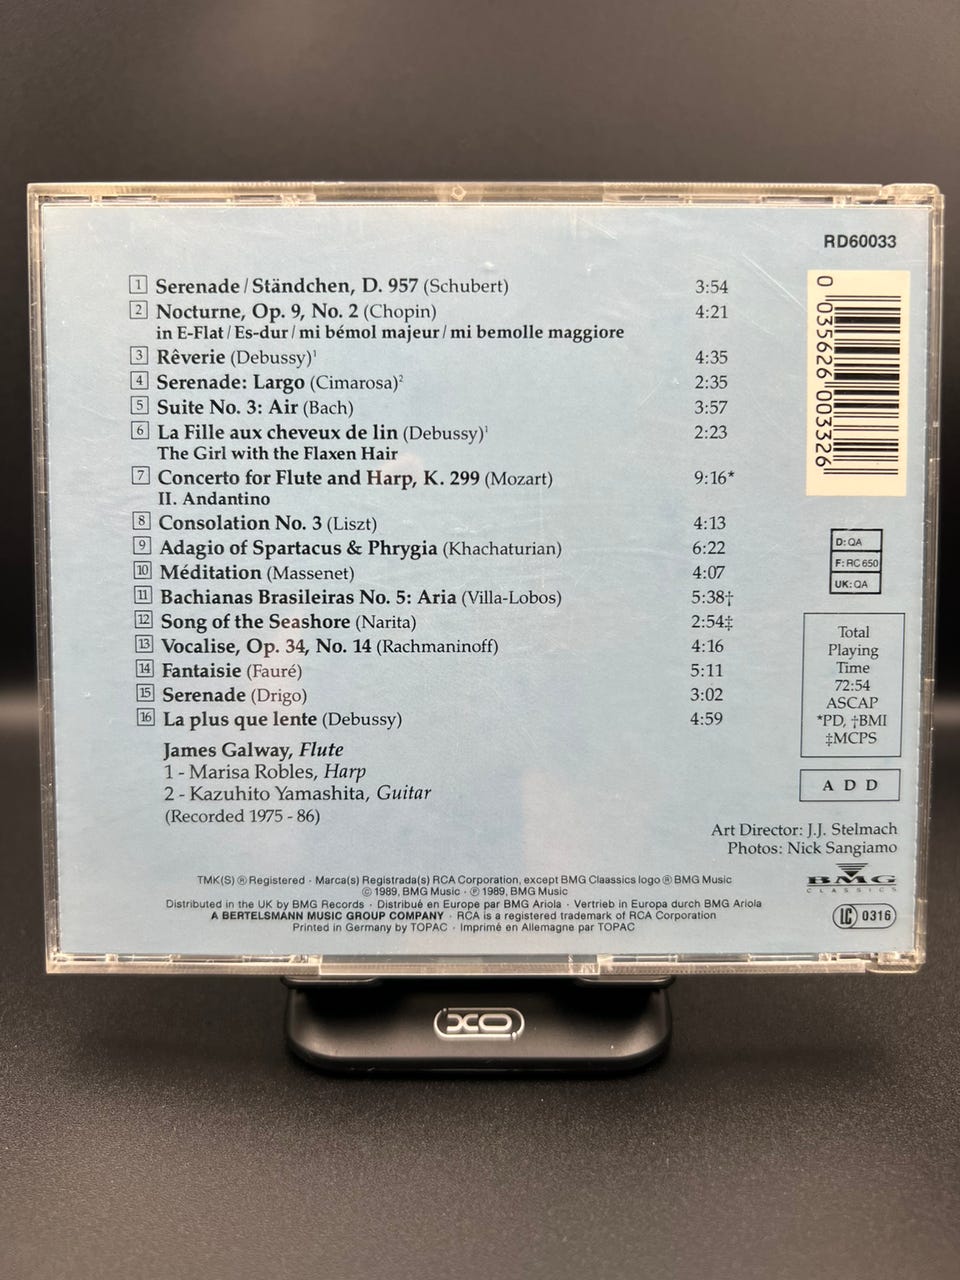 RD60033
0 035626 003326
1 Serenade / Ständchen, D. 957 (Schubert) 3:54
2 Nocturne, Op. 9, No. 2 (Chopin) 4:21
in E-Flat / Es-dur / mi bémol majeur / mi bemolle maggiore
3 Rêverie (Debussy)¹ 4:35
4 Serenade: Largo (Cimarosa)² 2:35
5 Suite No. 3: Air (Bach) 3:57
6 La Fille aux cheveux de lin (Debussy)¹ 2:23
The Girl with the Flaxen Hair
7 Concerto for Flute and Harp, K. 299 (Mozart) 9:16*
II. Andantino
8 Consolation No. 3 (Liszt) 4:13
9 Adagio of Spartacus & Phrygia (Khachaturian) 6:22
10 Méditation (Massenet) 4:07
11 Bachianas Brasileiras No. 5: Aria (Villa-Lobos) 5:38†
12 Song of the Seashore (Narita) 2:54‡
13 Vocalise, Op. 34, No. 14 (Rachmaninoff) 4:16
14 Fantaisie (Fauré) 5:11
15 Serenade (Drigo) 3:02
16 La plus que lente (Debussy) 4:59
James Galway, Flute
1 - Marisa Robles, Harp
2 - Kazuhito Yamashita, Guitar
(Recorded 1975 - 86)
D: QA
F: RC 650
UK: QA
Total
Playing
Time
72:54
ASCAP
*PD, †BMI
‡MCPS
A D D
Art Director: J.J. Stelmach
Photos: Nick Sangiamo
BMG
CLASSICS
LC 0316
TMK(S) ® Registered · Marca(s) Registrada(s) RCA Corporation, except BMG Claassics logo ® BMG Music
© 1989, BMG Music · ℗ 1989, BMG Music
Distributed in the UK by BMG Records · Distribué en Europe par BMG Ariola · Vertrieb in Europa durch BMG Ariola
A BERTELSMANN MUSIC GROUP COMPANY · RCA is a registered trademark of RCA Corporation
Printed in Germany by TOPAC · Imprimé en Allemagne par TOPAC
XO